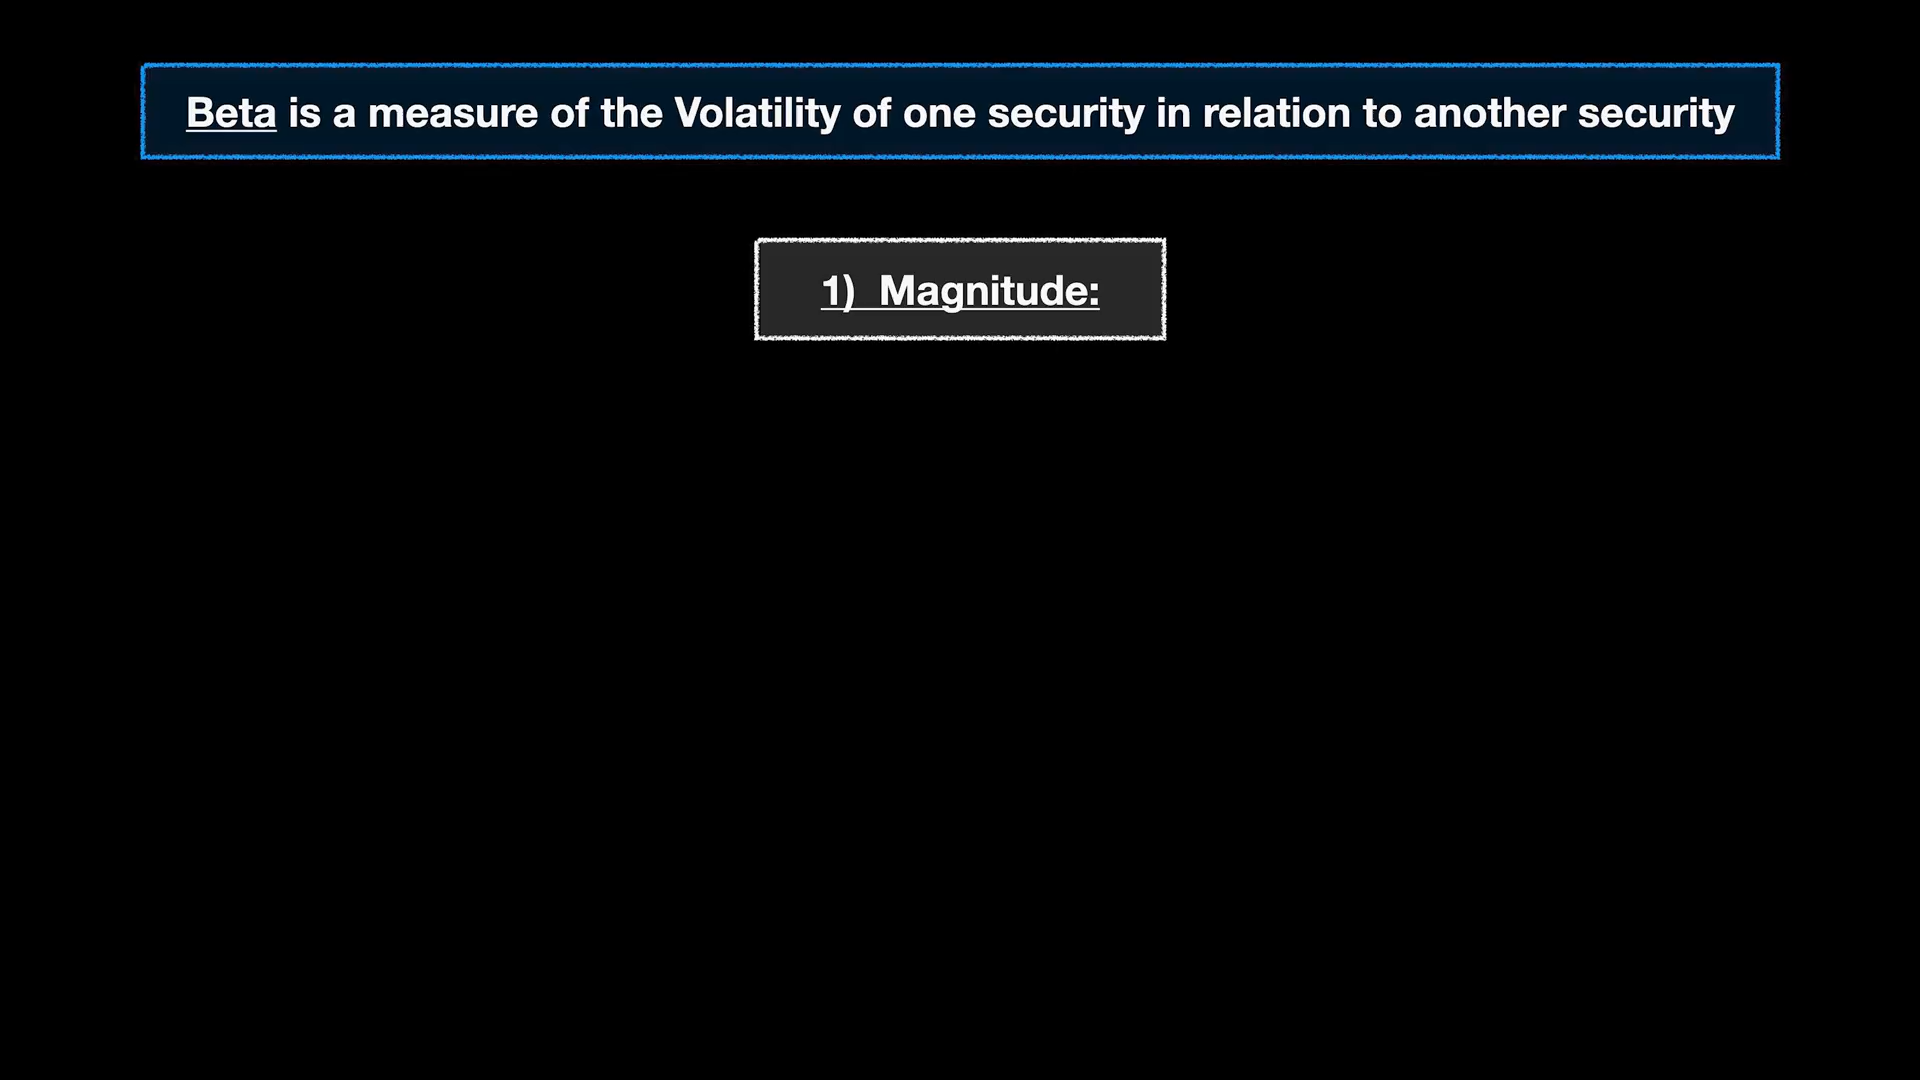 Beta is a measure of the Volatility of one security in relation to another security
1) Magnitude: